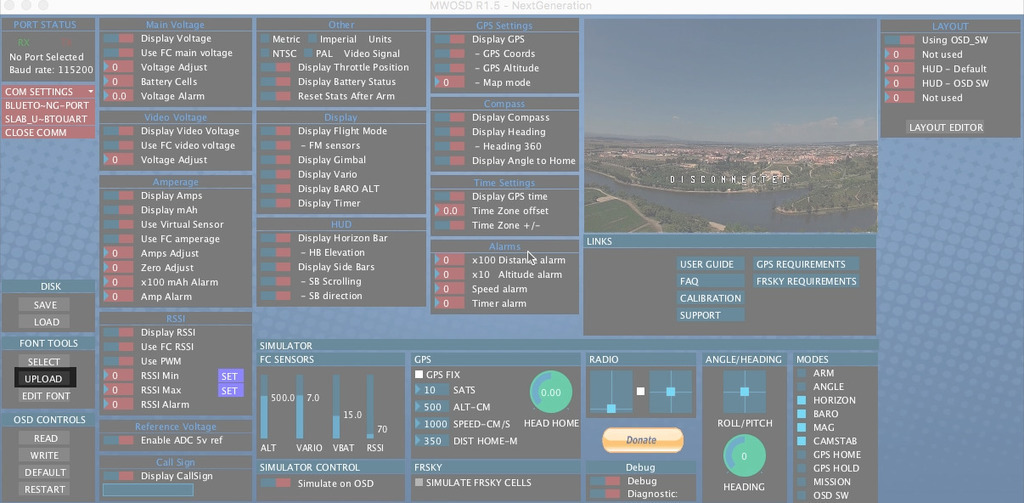 MWOSD R1.5 - NextGeneration
PORT STATUS
RX
No Port Selected
Baud rate: 115200
COM SETTINGS
BLUETO~NG-PORT
SLAB_U~BTOUART
CLOSE COMM
DISK
SAVE
LOAD
FONT TOOLS
SELECT
UPLOAD
EDIT FONT
OSD CONTROLS
READ
WRITE
DEFAULT
RESTART
Main Voltage
Display Voltage
Use FC main voltage
0 Voltage Adjust
0 Battery Cells
0.0 Voltage Alarm
Video Voltage
Display Video Voltage
Use FC video voltage
0 Voltage Adjust
Amperage
Display Amps
Display mAh
Use Virtual Sensor
Use FC amperage
0 Amps Adjust
0 Zero Adjust
0 x100 mAh Alarm
0 Amp Alarm
RSSI
Display RSSI
Use FC RSSI
Use PWM
0 RSSI Min SET
0 RSSI Max SET
0 RSSI Alarm
Reference Voltage
Enable ADC 5v ref
Call Sign
Display CallSign
Other
Metric Imperial Units
NTSC PAL Video Signal
Display Throttle Position
Display Battery Status
Reset Stats After Arm
Display
Display Flight Mode
- FM sensors
Display Gimbal
Display Vario
Display BARO ALT
Display Timer
HUD
Display Horizon Bar
- HB Elevation
Display Side Bars
- SB Scrolling
- SB direction
GPS Settings
Display GPS
- GPS Coords
- GPS Altitude
0 - Map mode
Compass
Display Compass
Display Heading
- Heading 360
Display Angle to Home
Time Settings
Display GPS time
0.0 Time Zone offset
Time Zone +/-
Alarms
0 x100 Distance alarm
0 x10 Altitude alarm
0 Speed alarm
0 Timer alarm
DISCONNECTED
LINKS
USER GUIDE GPS REQUIREMENTS
FAQ FRSKY REQUIREMENTS
CALIBRATION
SUPPORT
LAYOUT
Using OSD_SW
0 Not used
0 HUD - Default
0 HUD - OSD SW
0 Not used
LAYOUT EDITOR
SIMULATOR
FC SENSORS
500.0 7.0 15.0 70
ALT VARIO VBAT RSSI
SIMULATOR CONTROL
Simulate on OSD
GPS
GPS FIX
10 SATS
500 ALT-CM
1000 SPEED-CM/S
350 DIST HOME-M
0.00
HEAD HOME
FRSKY
SIMULATE FRSKY CELLS
RADIO
Donate
Debug
Debug
Diagnostic:
ANGLE/HEADING
ROLL/PITCH
0
HEADING
MODES
ARM
ANGLE
HORIZON
BARO
MAG
CAMSTAB
GPS HOME
GPS HOLD
MISSION
OSD SW